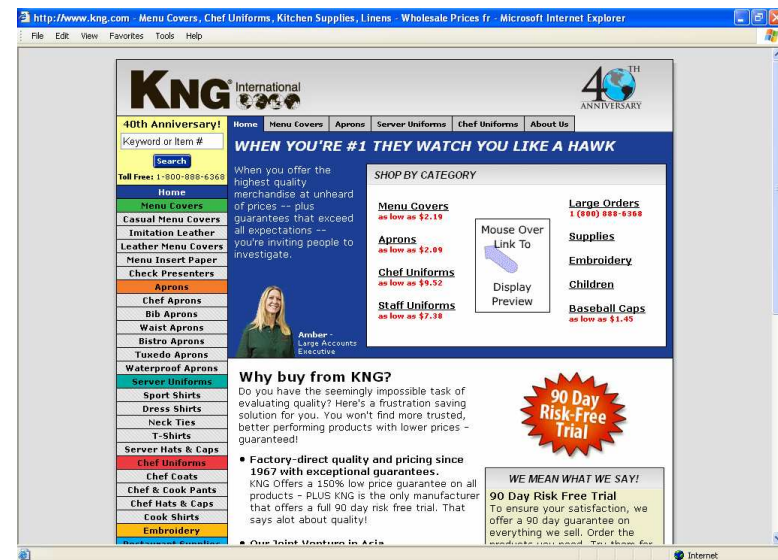 http://www.kng.com - Menu Covers, Chef Uniforms, Kitchen Supplies, Linens - Wholesale Prices fr - Microsoft Internet Explorer
File Edit View Favorites Tools Help
KNG® International
40TH
ANNIVERSARY
40th Anniversary!
Keyword or Item #
Search
Toll Free: 1-800-888-6368
Home
Menu Covers
Casual Menu Covers
Imitation Leather
Leather Menu Covers
Menu Insert Paper
Check Presenters
Aprons
Chef Aprons
Bib Aprons
Waist Aprons
Bistro Aprons
Tuxedo Aprons
Waterproof Aprons
Server Uniforms
Sport Shirts
Dress Shirts
Neck Ties
T-Shirts
Server Hats & Caps
Chef Uniforms
Chef Coats
Chef & Cook Pants
Chef Hats & Caps
Cook Shirts
Embroidery
Restaurant Supplies
Home Menu Covers Aprons Server Uniforms Chef Uniforms About Us
WHEN YOU'RE #1 THEY WATCH YOU LIKE A HAWK
When you offer the
highest quality
merchandise at unheard
of prices -- plus
guarantees that exceed
all expectations --
you're inviting people to
investigate.
Amber -
Large Accounts
Executive
SHOP BY CATEGORY
Menu Covers
as low as $2.19
Aprons
as low as $2.09
Chef Uniforms
as low as $9.52
Staff Uniforms
as low as $7.38
Mouse Over
Link To
Display
Preview
Large Orders
1 (800) 888-6368
Supplies
Embroidery
Children
Baseball Caps
as low as $1.45
Why buy from KNG?
Do you have the seemingly impossible task of
evaluating quality? Here's a frustration saving
solution for you. You won't find more trusted,
better performing products with lower prices -
guaranteed!
• Factory-direct quality and pricing since
1967 with exceptional guarantees.
KNG Offers a 150% low price guarantee on all
products - PLUS KNG is the only manufacturer
that offers a full 90 day risk free trial. That
says alot about quality!
• Our Joint Venture in Asia
90 Day
Risk-Free
Trial
WE MEAN WHAT WE SAY!
90 Day Risk Free Trial
To ensure your satisfaction, we
offer a 90 day guarantee on
everything we sell. Order the
products you need. Try them for
Internet